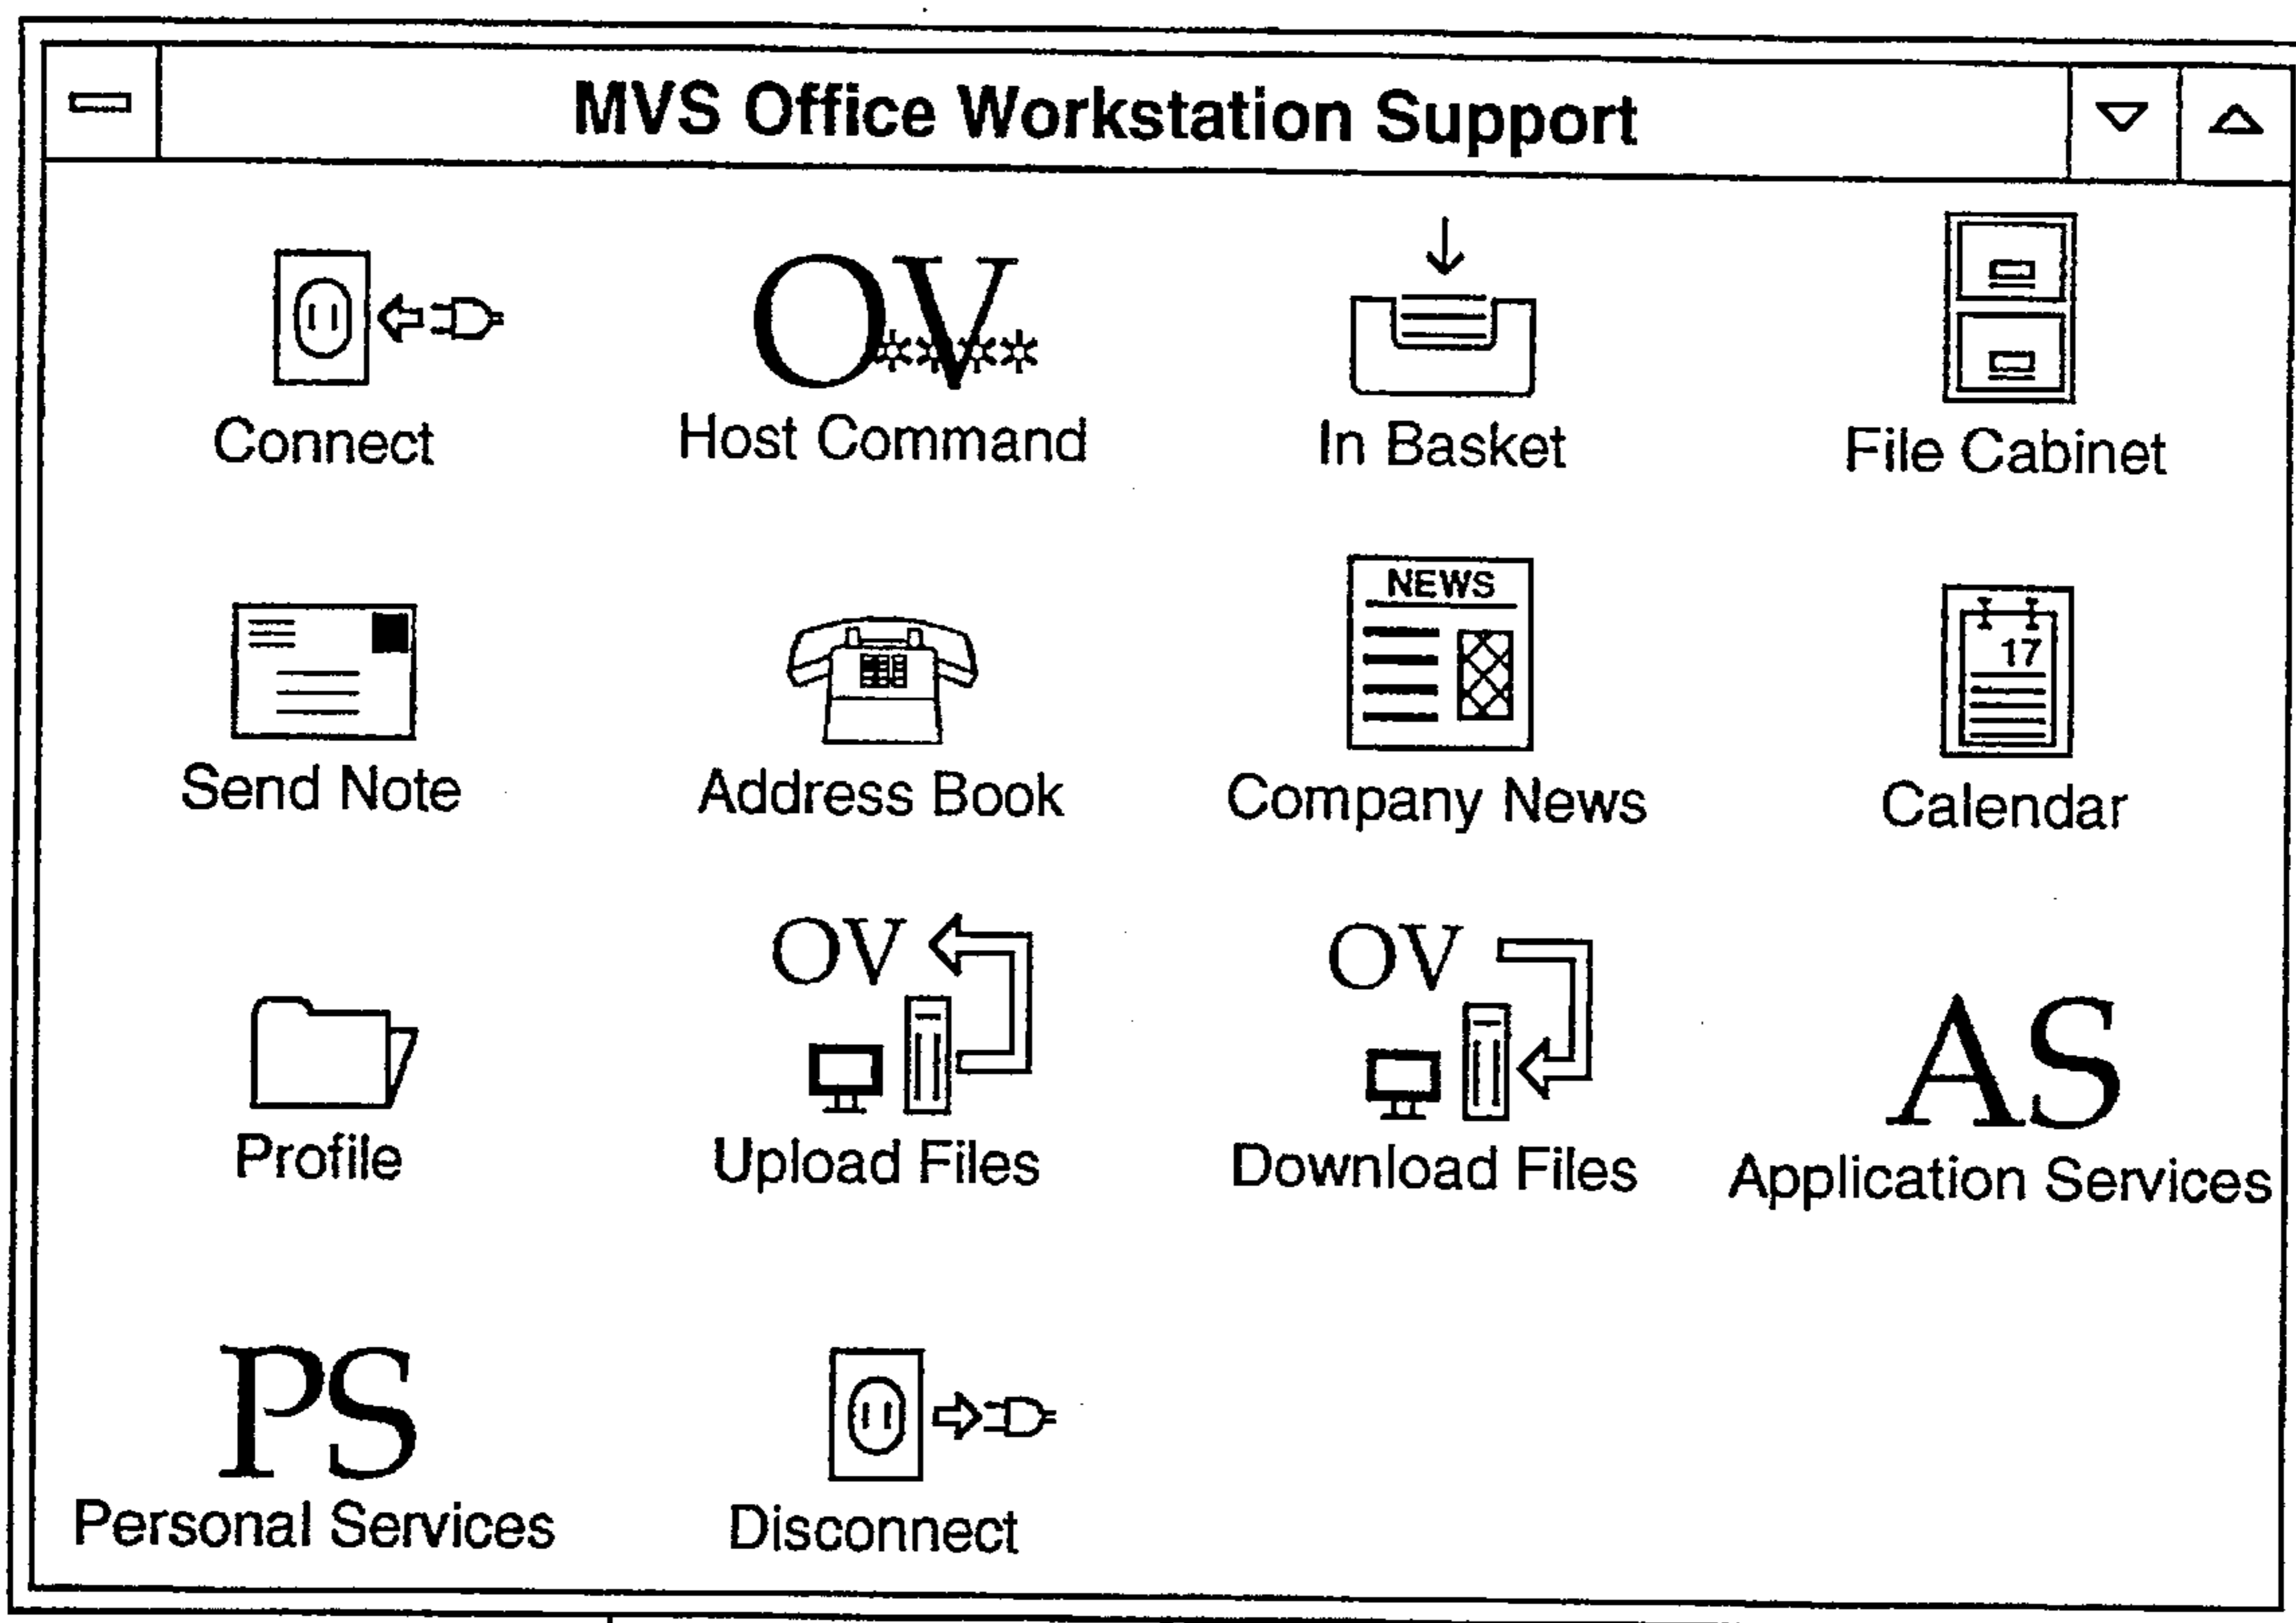 MVS Office Workstation Support
OV
****
Connect
Host Command
In Basket
File Cabinet
NEWS
17
Send Note
Address Book
Company News
Calendar
OV
OV
AS
Profile
Upload Files
Download Files
Application Services
PS
Personal Services
Disconnect